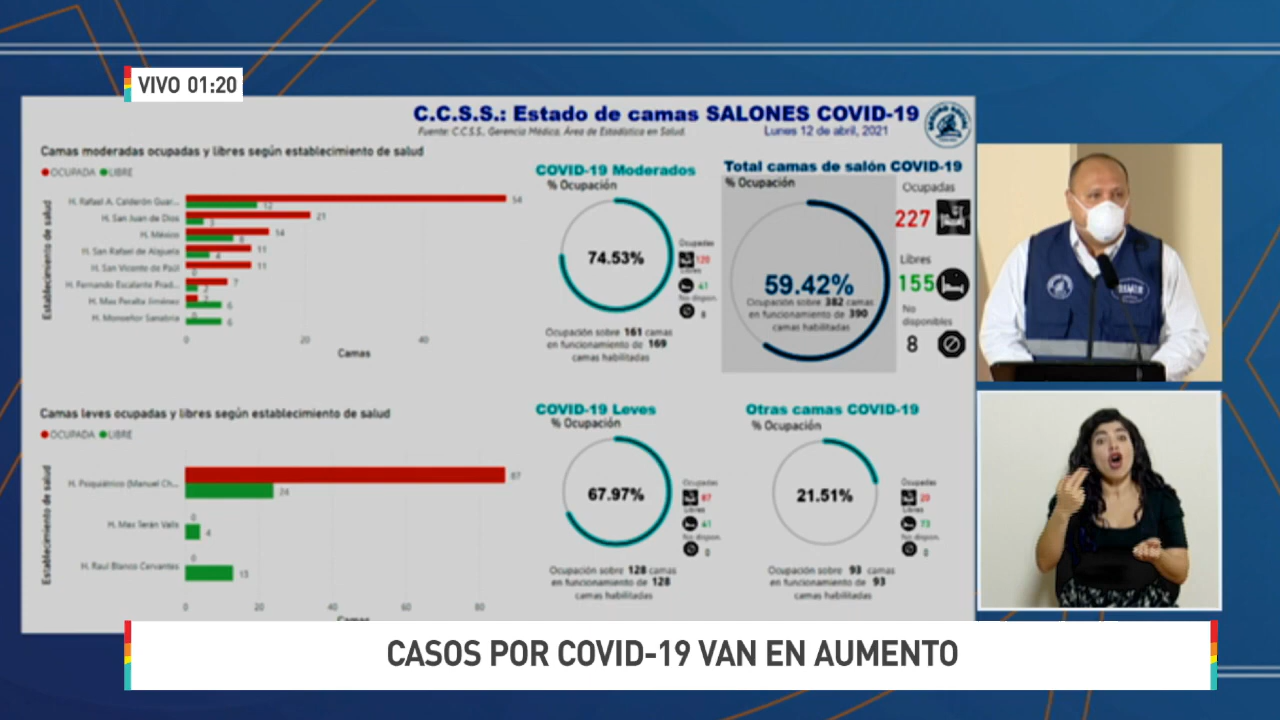 VIVO 01:20
C.C.S.S.: Estado de camas SALONES COVID-19
Fuente: C.C.S.S., Gerencia Médica, Área de Estadística en Salud.
Lunes 12 de abril, 2021
Camas moderadas ocupadas y libres según establecimiento de salud
OCUPADA LIBRE
Establecimiento de salud
H. Rafael A. Calderón Guar... 54 12
H. San Juan de Dios 21 3
H. México 14 8
H. San Rafael de Alajuela 11 4
H. San Vicente de Paúl 11 0
H. Fernando Escalante Prad... 7 2
H. Max Peralta Jiménez 2 6
H. Monseñor Sanabria 0 6
0 20 40
Camas
COVID-19 Moderados
% Ocupación
74.53%
Ocupadas
120
Libres
41
No dispon.
8
Ocupación sobre 161 camas
en funcionamiento de 169
camas habilitadas
Total camas de salón COVID-19
% Ocupación
59.42%
Ocupación sobre 382 camas
en funcionamiento de 390
camas habilitadas
Ocupadas
227
Libres
155
No
disponibles
8
Camas leves ocupadas y libres según establecimiento de salud
OCUPADA LIBRE
Establecimiento de salud
H. Psiquiátrico (Manuel Ch... 87 24
H. Max Terán Valls 0 4
H. Raúl Blanco Cervantes 0 13
0 20 40 60 80
Camas
COVID-19 Leves
% Ocupación
67.97%
Ocupadas
87
Libres
41
No dispon.
0
Ocupación sobre 128 camas
en funcionamiento de 128
camas habilitadas
Otras camas COVID-19
% Ocupación
21.51%
Ocupadas
20
Libres
73
No dispon.
0
Ocupación sobre 93 camas
en funcionamiento de 93
camas habilitadas
CASOS POR COVID-19 VAN EN AUMENTO